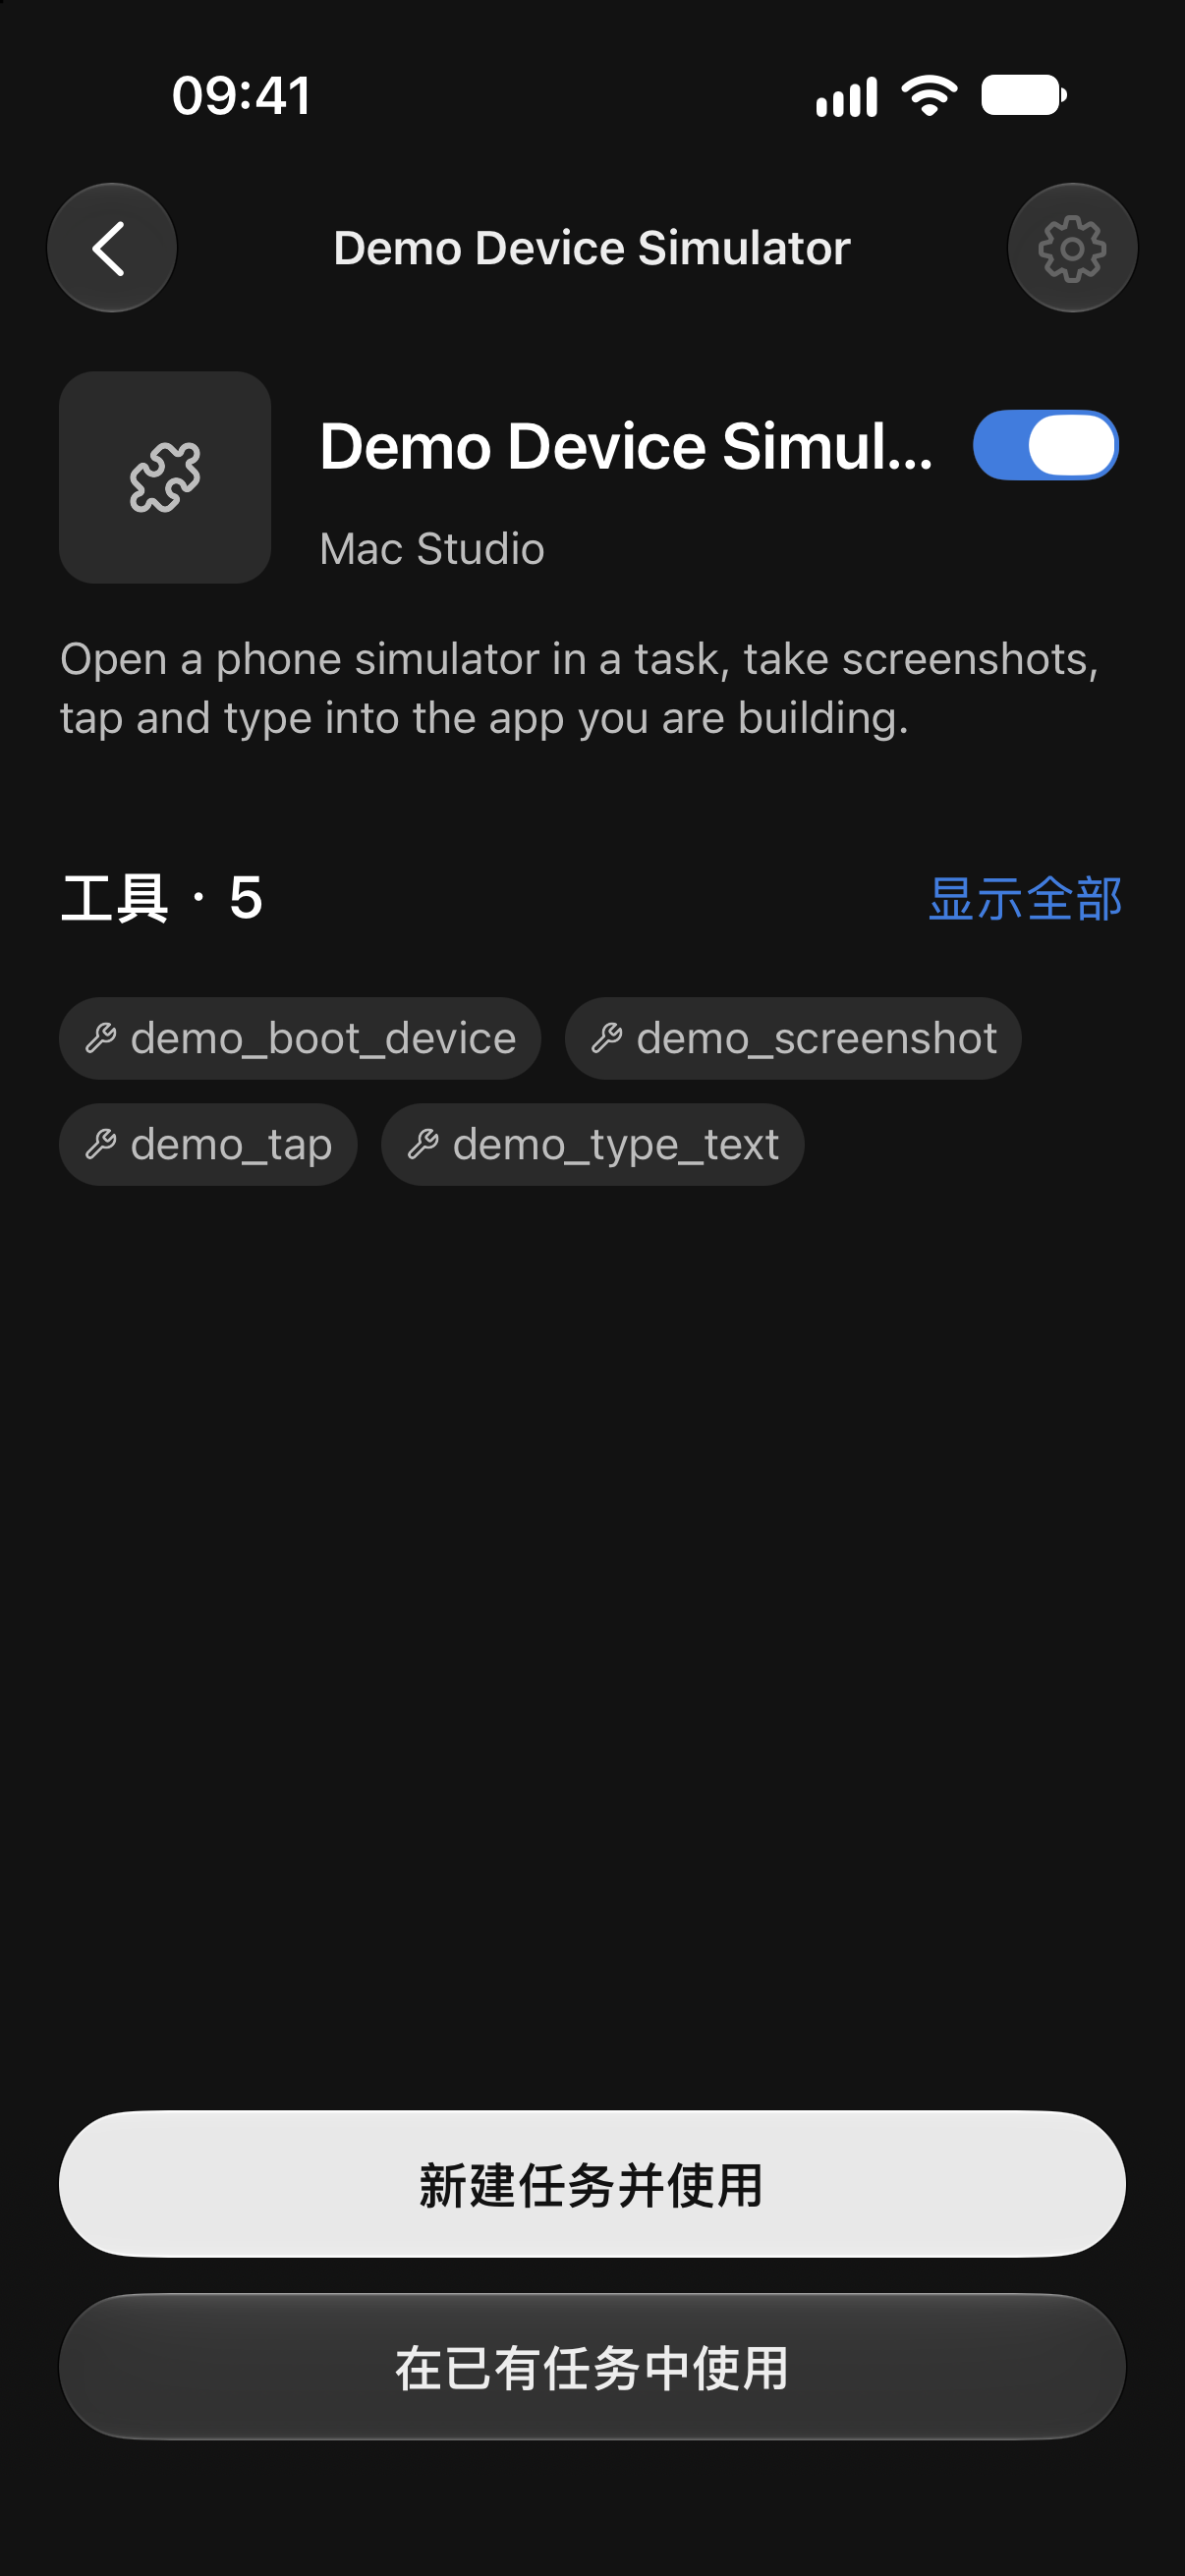 09:41
Demo Device Simulator
Demo Device Simul...
Mac Studio
Open a phone simulator in a task, take screenshots,
tap and type into the app you are building.
工具 · 5
显示全部
demo_boot_device
demo_screenshot
demo_tap
demo_type_text
新建任务并使用
在已有任务中使用